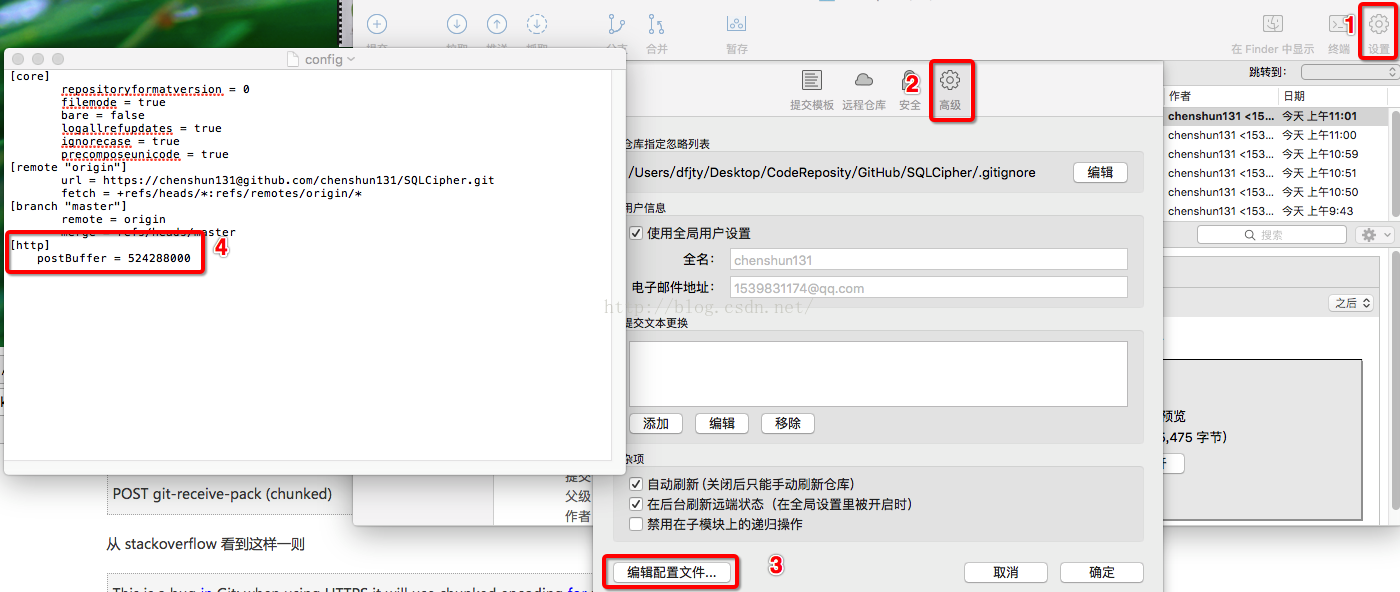 提交
拉取
推送
抓取
分支
合并
暂存
在 Finder 中显示
终端
1
设置
config
[core]
repositoryformatversion = 0
filemode = true
bare = false
logallrefupdates = true
ignorecase = true
precomposeunicode = true
[remote "origin"]
url = https://chenshun131@github.com/chenshun131/SQLCipher.git
fetch = +refs/heads/*:refs/remotes/origin/*
[branch "master"]
remote = origin
merge = refs/heads/master
[http]
postBuffer = 524288000
4
提交模板
远程仓库
2
安全
高级
仓库指定忽略列表
/Users/dfjty/Desktop/CodeReposity/GitHub/SQLCipher/.gitignore
编辑
用户信息
使用全局用户设置
全名:
chenshun131
电子邮件地址:
1539831174@qq.com
http://blog.csdn.net/
提交文本更换
添加
编辑
移除
杂项
自动刷新(关闭后只能手动刷新仓库)
在后台刷新远端状态（在全局设置里被开启时）
禁用在子模块上的递归操作
编辑配置文件...
3
取消
确定
跳转到:
作者
日期
chenshun131 <153... 今天 上午11:01
chenshun131 <153... 今天 上午11:00
chenshun131 <153... 今天 上午10:59
chenshun131 <153... 今天 上午10:51
chenshun131 <153... 今天 上午10:50
chenshun131 <153... 今天 上午9:43
搜索
之后
预览
,475 字节)
提交
父级
作者
POST git-receive-pack (chunked)
从 stackoverflow 看到这样一则
This is a bug in Git; when using HTTPS it will use chunked encoding for